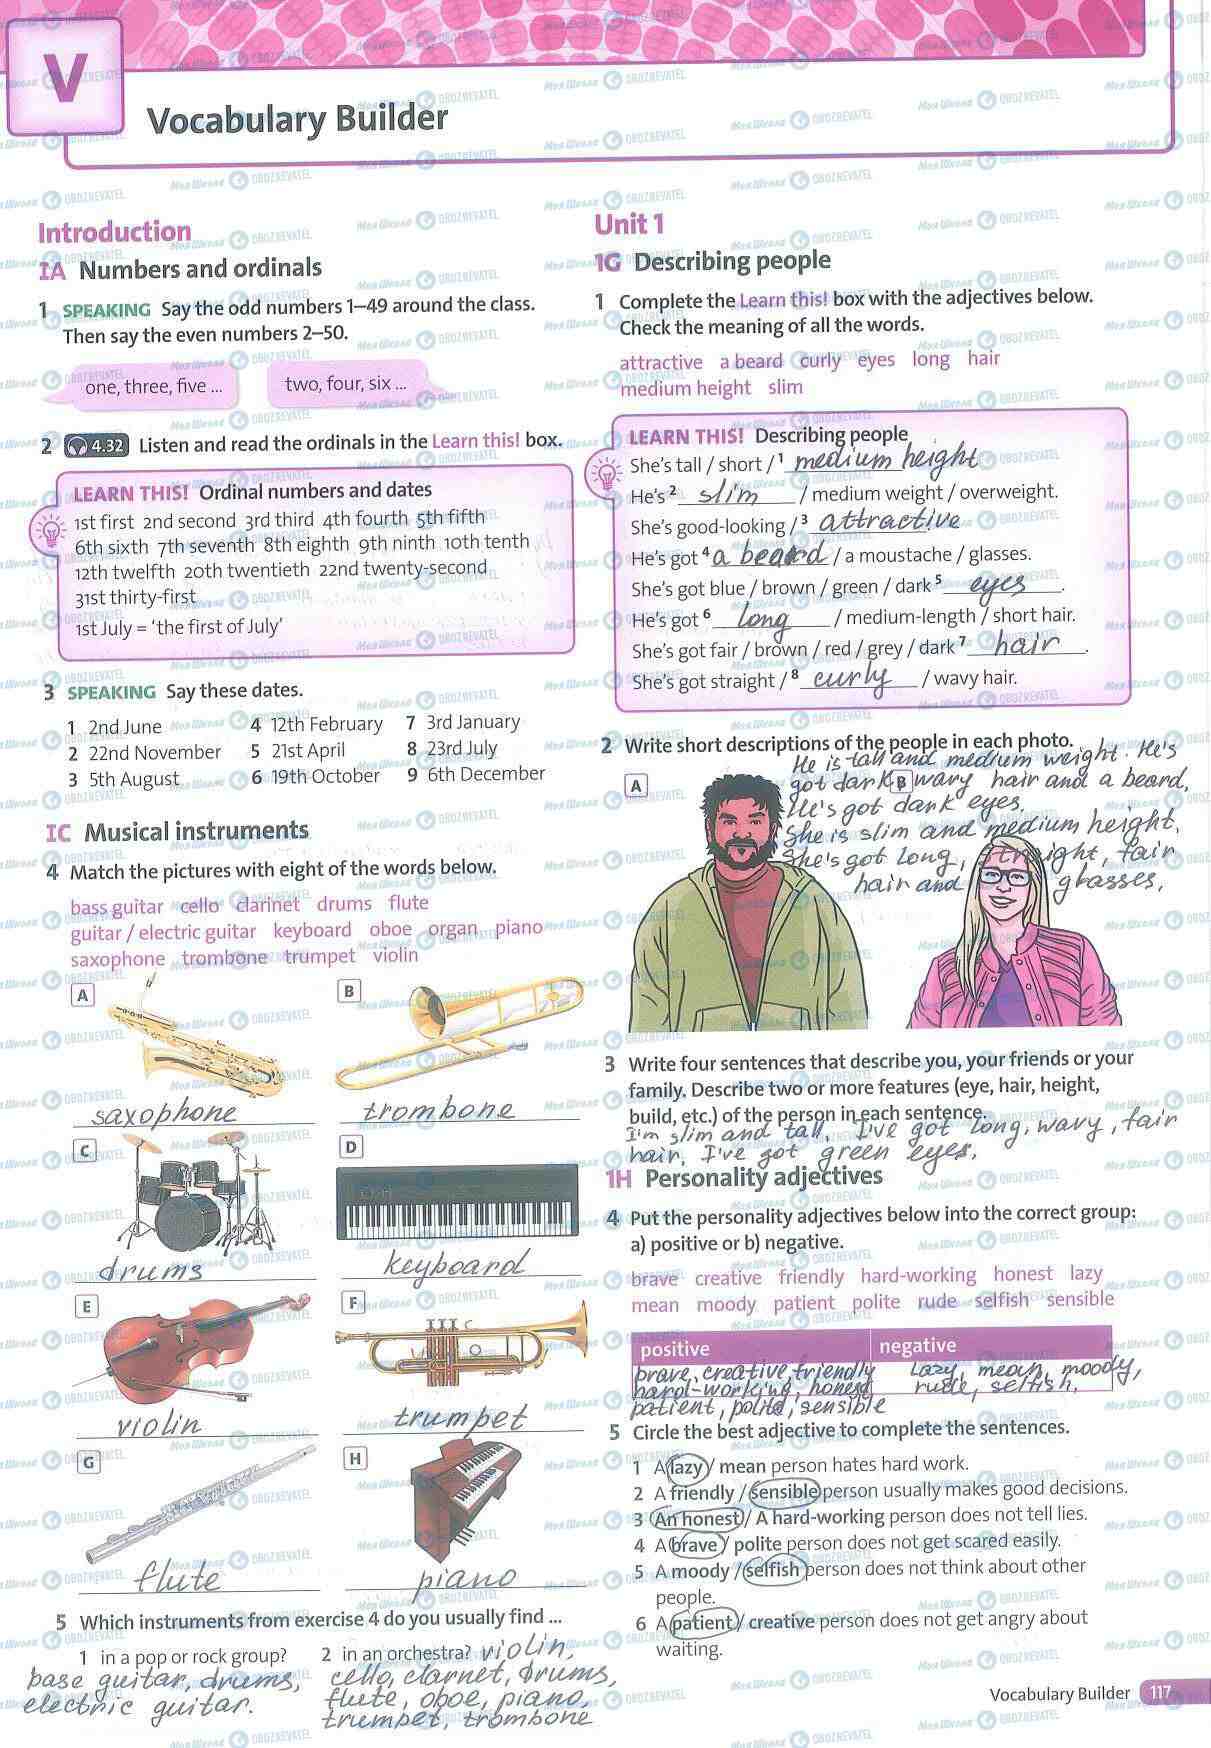 V
Vocabulary Builder
Introduction
IA Numbers and ordinals
1 SPEAKING Say the odd numbers 1–49 around the class.
Then say the even numbers 2–50.
one, three, five ...
two, four, six ...
2 4.32 Listen and read the ordinals in the Learn this! box.
LEARN THIS! Ordinal numbers and dates
1st first 2nd second 3rd third 4th fourth 5th fifth
6th sixth 7th seventh 8th eighth 9th ninth 10th tenth
12th twelfth 20th twentieth 22nd twenty-second
31st thirty-first
1st July = 'the first of July'
3 SPEAKING Say these dates.
1 2nd June 4 12th February 7 3rd January
2 22nd November 5 21st April 8 23rd July
3 5th August 6 19th October 9 6th December
IC Musical instruments
4 Match the pictures with eight of the words below.
bass guitar cello clarinet drums flute
guitar / electric guitar keyboard oboe organ piano
saxophone trombone trumpet violin
A
B
saxophone
trombone
C
D
drums
keyboard
E
F
violin
trumpet
G
H
flute
piano
5 Which instruments from exercise 4 do you usually find ...
1 in a pop or rock group?
base guitar, drums,
electric guitar.
2 in an orchestra? violin,
cello, clarnet, drums,
flute, oboe, piano,
trumpet, trombone
Unit 1
1G Describing people
1 Complete the Learn this! box with the adjectives below.
Check the meaning of all the words.
attractive a beard curly eyes long hair
medium height slim
LEARN THIS! Describing people
She's tall / short / 1 medium height
He's 2 slim / medium weight / overweight.
She's good-looking / 3 attractive.
He's got 4 a beard / a moustache / glasses.
She's got blue / brown / green / dark 5 eyes.
He's got 6 long / medium-length / short hair.
She's got fair / brown / red / grey / dark 7 hair.
She's got straight / 8 curly / wavy hair.
2 Write short descriptions of the people in each photo.
He is tall and medium weight. He's
got dark, wavy hair and a beard,
He's got dark eyes.
She is slim and medium height.
She's got long, straight, fair
hair and glasses.
A
B
3 Write four sentences that describe you, your friends or your
family. Describe two or more features (eye, hair, height,
build, etc.) of the person in each sentence.
I'm slim and tall. I've got long, wavy, fair
hair. I've got green eyes.
1H Personality adjectives
4 Put the personality adjectives below into the correct group:
a) positive or b) negative.
brave creative friendly hard-working honest lazy
mean moody patient polite rude selfish sensible
positive negative
brave, creative, friendly lazy, mean, moody,
hard-working, honest rude, selfish.
patient, polite, sensible
5 Circle the best adjective to complete the sentences.
1 A lazy / mean person hates hard work.
2 A friendly / sensible person usually makes good decisions.
3 An honest / A hard-working person does not tell lies.
4 A brave / polite person does not get scared easily.
5 A moody / selfish person does not think about other
people.
6 A patient / creative person does not get angry about
waiting.
Vocabulary Builder 117
Моя Школа OBOZREVATEL